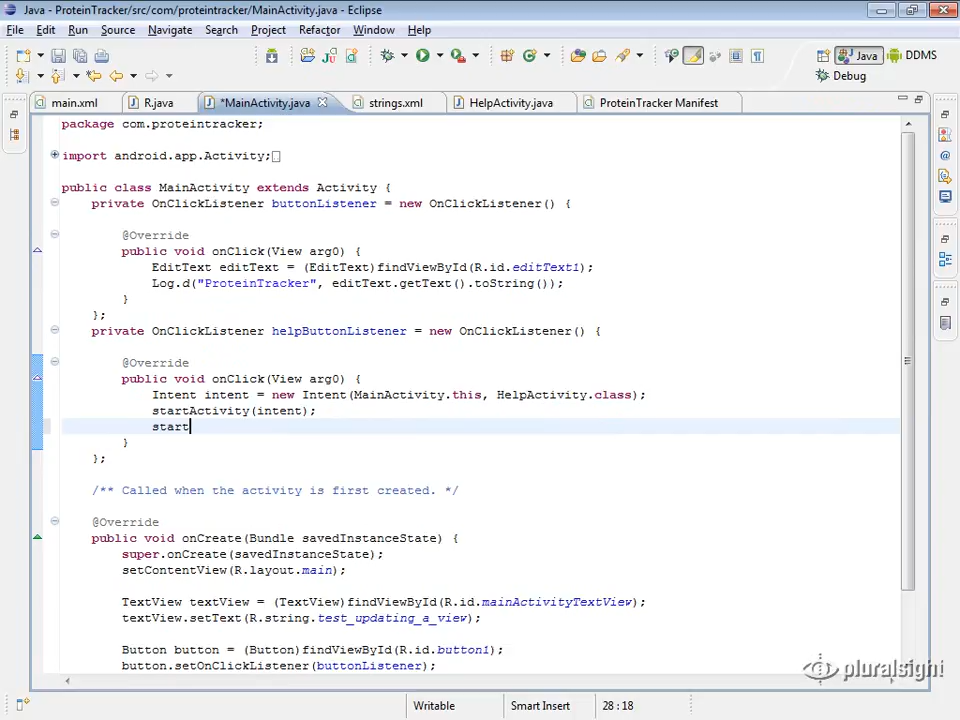 Java - ProteinTracker/src/com/proteintracker/MainActivity.java - Eclipse
File Edit Run Source Navigate Search Project Refactor Window Help
Java DDMS
Debug
main.xml R.java *MainActivity.java strings.xml HelpActivity.java ProteinTracker Manifest
package com.proteintracker;
import android.app.Activity;
public class MainActivity extends Activity {
private OnClickListener buttonListener = new OnClickListener() {
@Override
public void onClick(View arg0) {
EditText editText = (EditText)findViewById(R.id.editText1);
Log.d("ProteinTracker", editText.getText().toString());
}
};
private OnClickListener helpButtonListener = new OnClickListener() {
@Override
public void onClick(View arg0) {
Intent intent = new Intent(MainActivity.this, HelpActivity.class);
startActivity(intent);
start
}
};
/** Called when the activity is first created. */
@Override
public void onCreate(Bundle savedInstanceState) {
super.onCreate(savedInstanceState);
setContentView(R.layout.main);
TextView textView = (TextView)findViewById(R.id.mainActivityTextView);
textView.setText(R.string.test_updating_a_view);
Button button = (Button)findViewById(R.id.button1);
button.setOnClickListener(buttonListener);
pluralsight
Writable Smart Insert 28 : 18